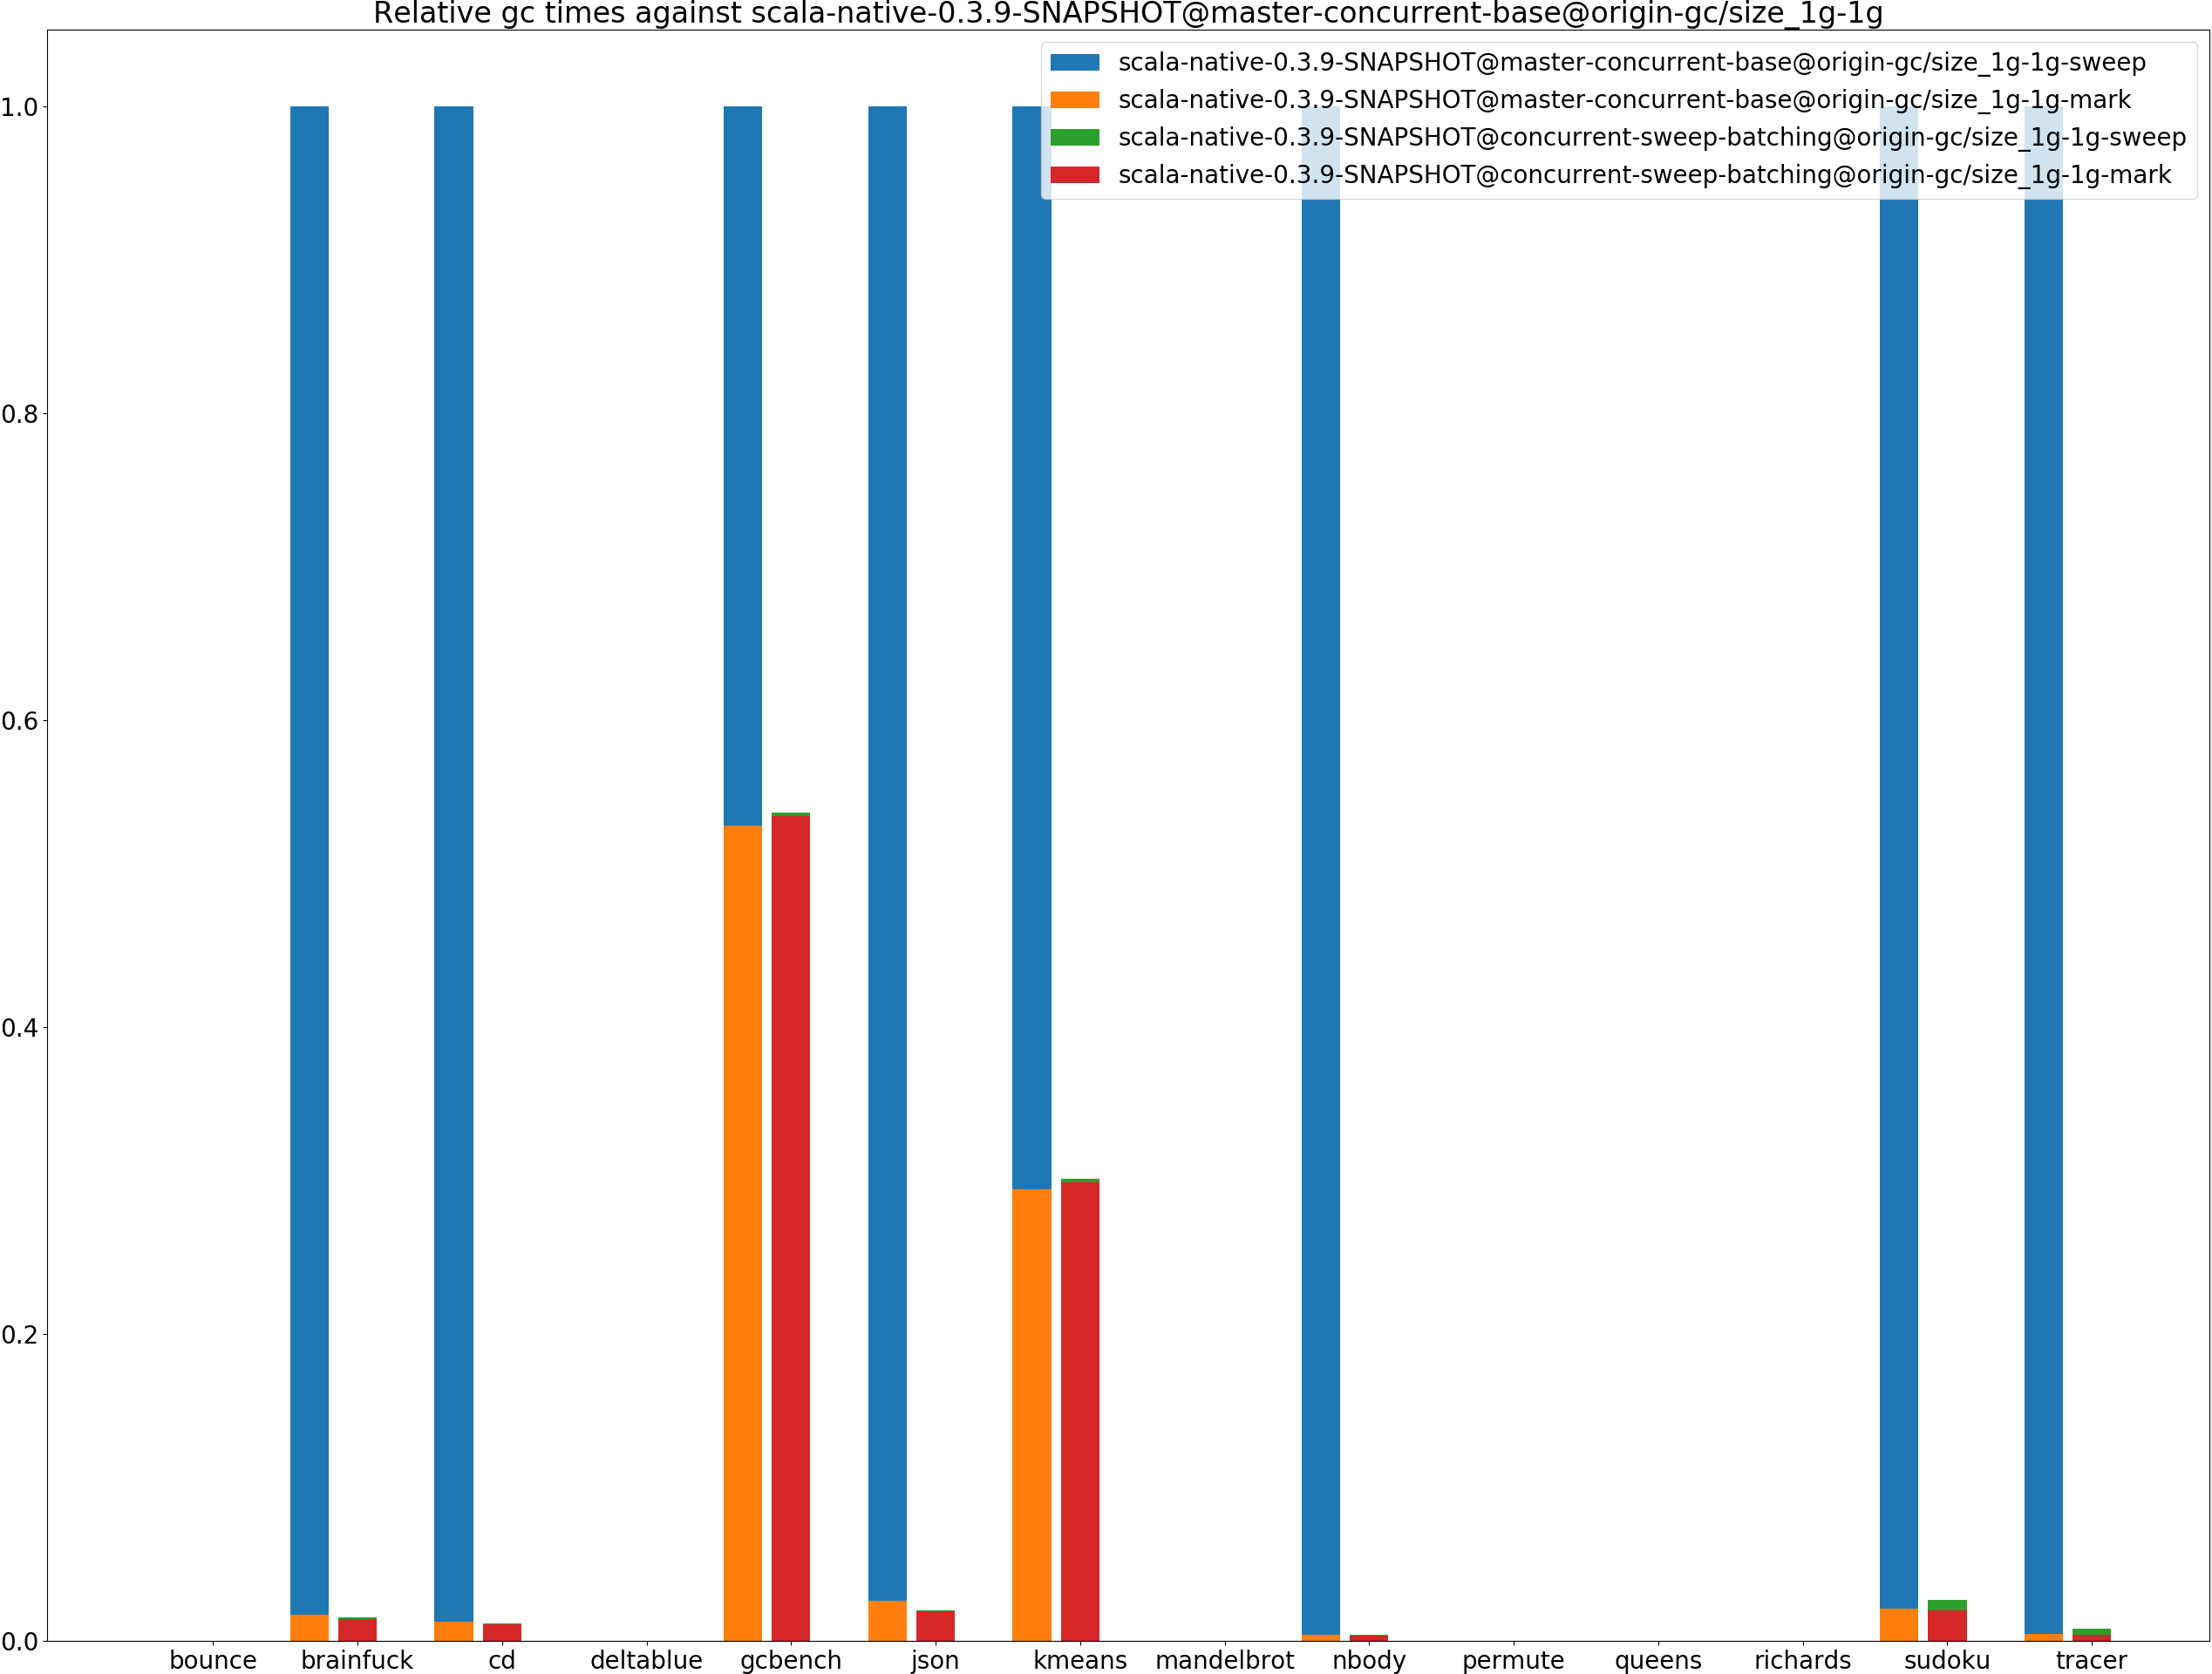 Relative gc times against scala-native-0.3.9-SNAPSHOT@master-concurrent-base@origin-gc/size_1g-1g
scala-native-0.3.9-SNAPSHOT@master-concurrent-base@origin-gc/size_1g-1g-sweep
scala-native-0.3.9-SNAPSHOT@master-concurrent-base@origin-gc/size_1g-1g-mark
scala-native-0.3.9-SNAPSHOT@concurrent-sweep-batching@origin-gc/size_1g-1g-sweep
scala-native-0.3.9-SNAPSHOT@concurrent-sweep-batching@origin-gc/size_1g-1g-mark
1.0
0.8
0.6
0.4
0.2
0.0
bounce brainfuck cd deltablue gcbench json kmeans mandelbrot nbody permute queens richards sudoku tracer